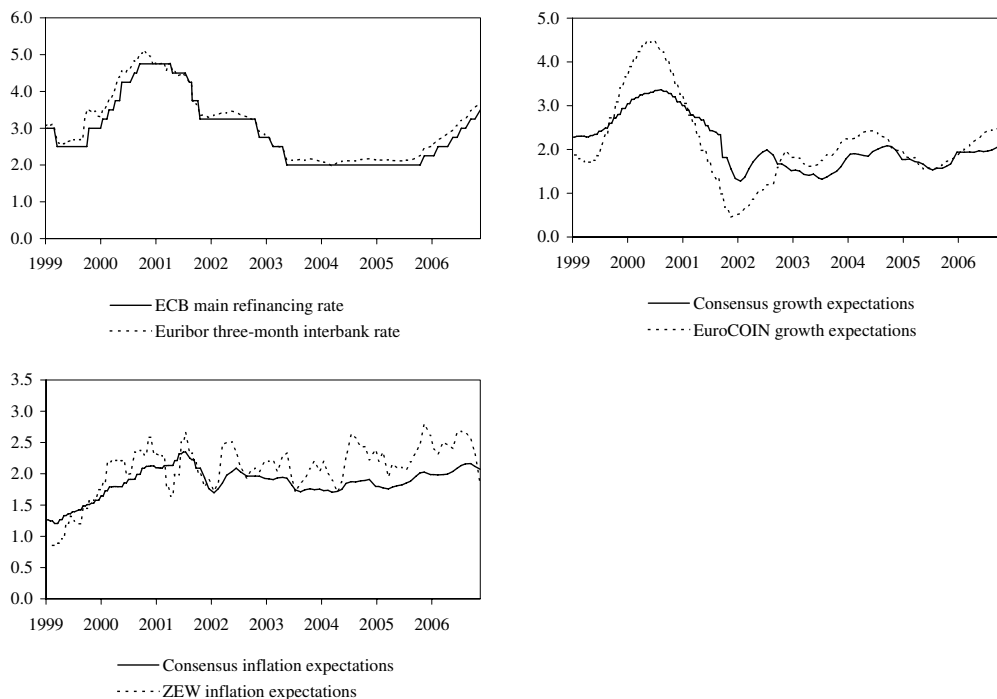 6.0
5.0
4.0
3.0
2.0
1.0
0.0
1999 2000 2001 2002 2003 2004 2005 2006
ECB main refinancing rate
Euribor three-month interbank rate
5.0
4.0
3.0
2.0
1.0
0.0
1999 2000 2001 2002 2003 2004 2005 2006
Consensus growth expectations
EuroCOIN growth expectations
3.5
3.0
2.5
2.0
1.5
1.0
0.5
0.0
1999 2000 2001 2002 2003 2004 2005 2006
Consensus inflation expectations
ZEW inflation expectations